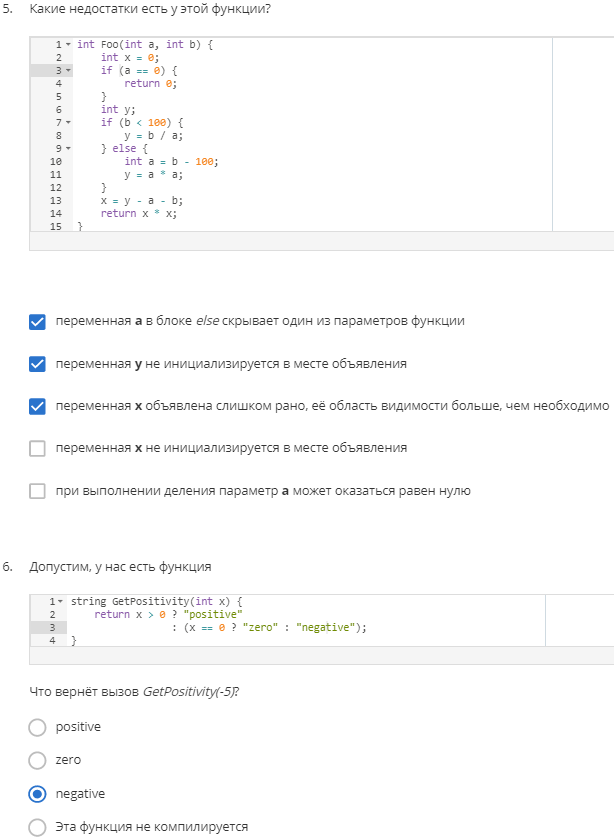 5. Какие недостатки есть у этой функции?
1 int Foo(int a, int b) {
2 int x = 0;
3 if (a == 0) {
4 return 0;
5 }
6 int y;
7 if (b < 100) {
8 y = b / a;
9 } else {
10 int a = b - 100;
11 y = a * a;
12 }
13 x = y - a - b;
14 return x * x;
15 }
переменная a в блоке else скрывает один из параметров функции
переменная y не инициализируется в месте объявления
переменная x объявлена слишком рано, её область видимости больше, чем необходимо
переменная x не инициализируется в месте объявления
при выполнении деления параметр a может оказаться равен нулю
6. Допустим, у нас есть функция
1 string GetPositivity(int x) {
2 return x > 0 ? "positive"
3 : (x == 0 ? "zero" : "negative");
4 }
Что вернёт вызов GetPositivity(-5)?
positive
zero
negative
Эта функция не компилируется